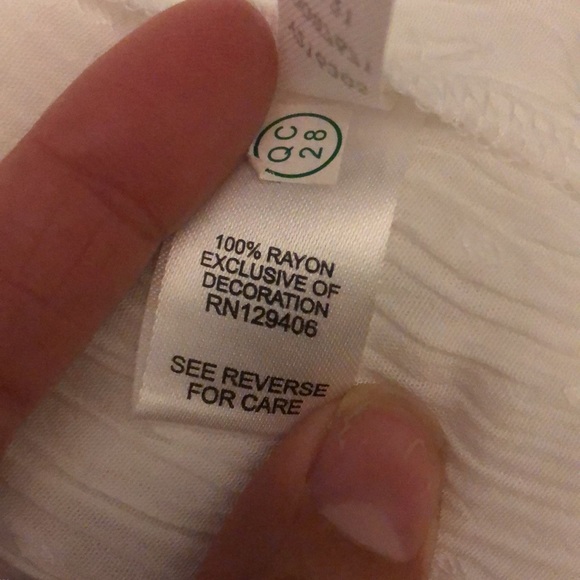 QC
28
100% RAYON
EXCLUSIVE OF
DECORATION
RN129406
SEE REVERSE
FOR CARE